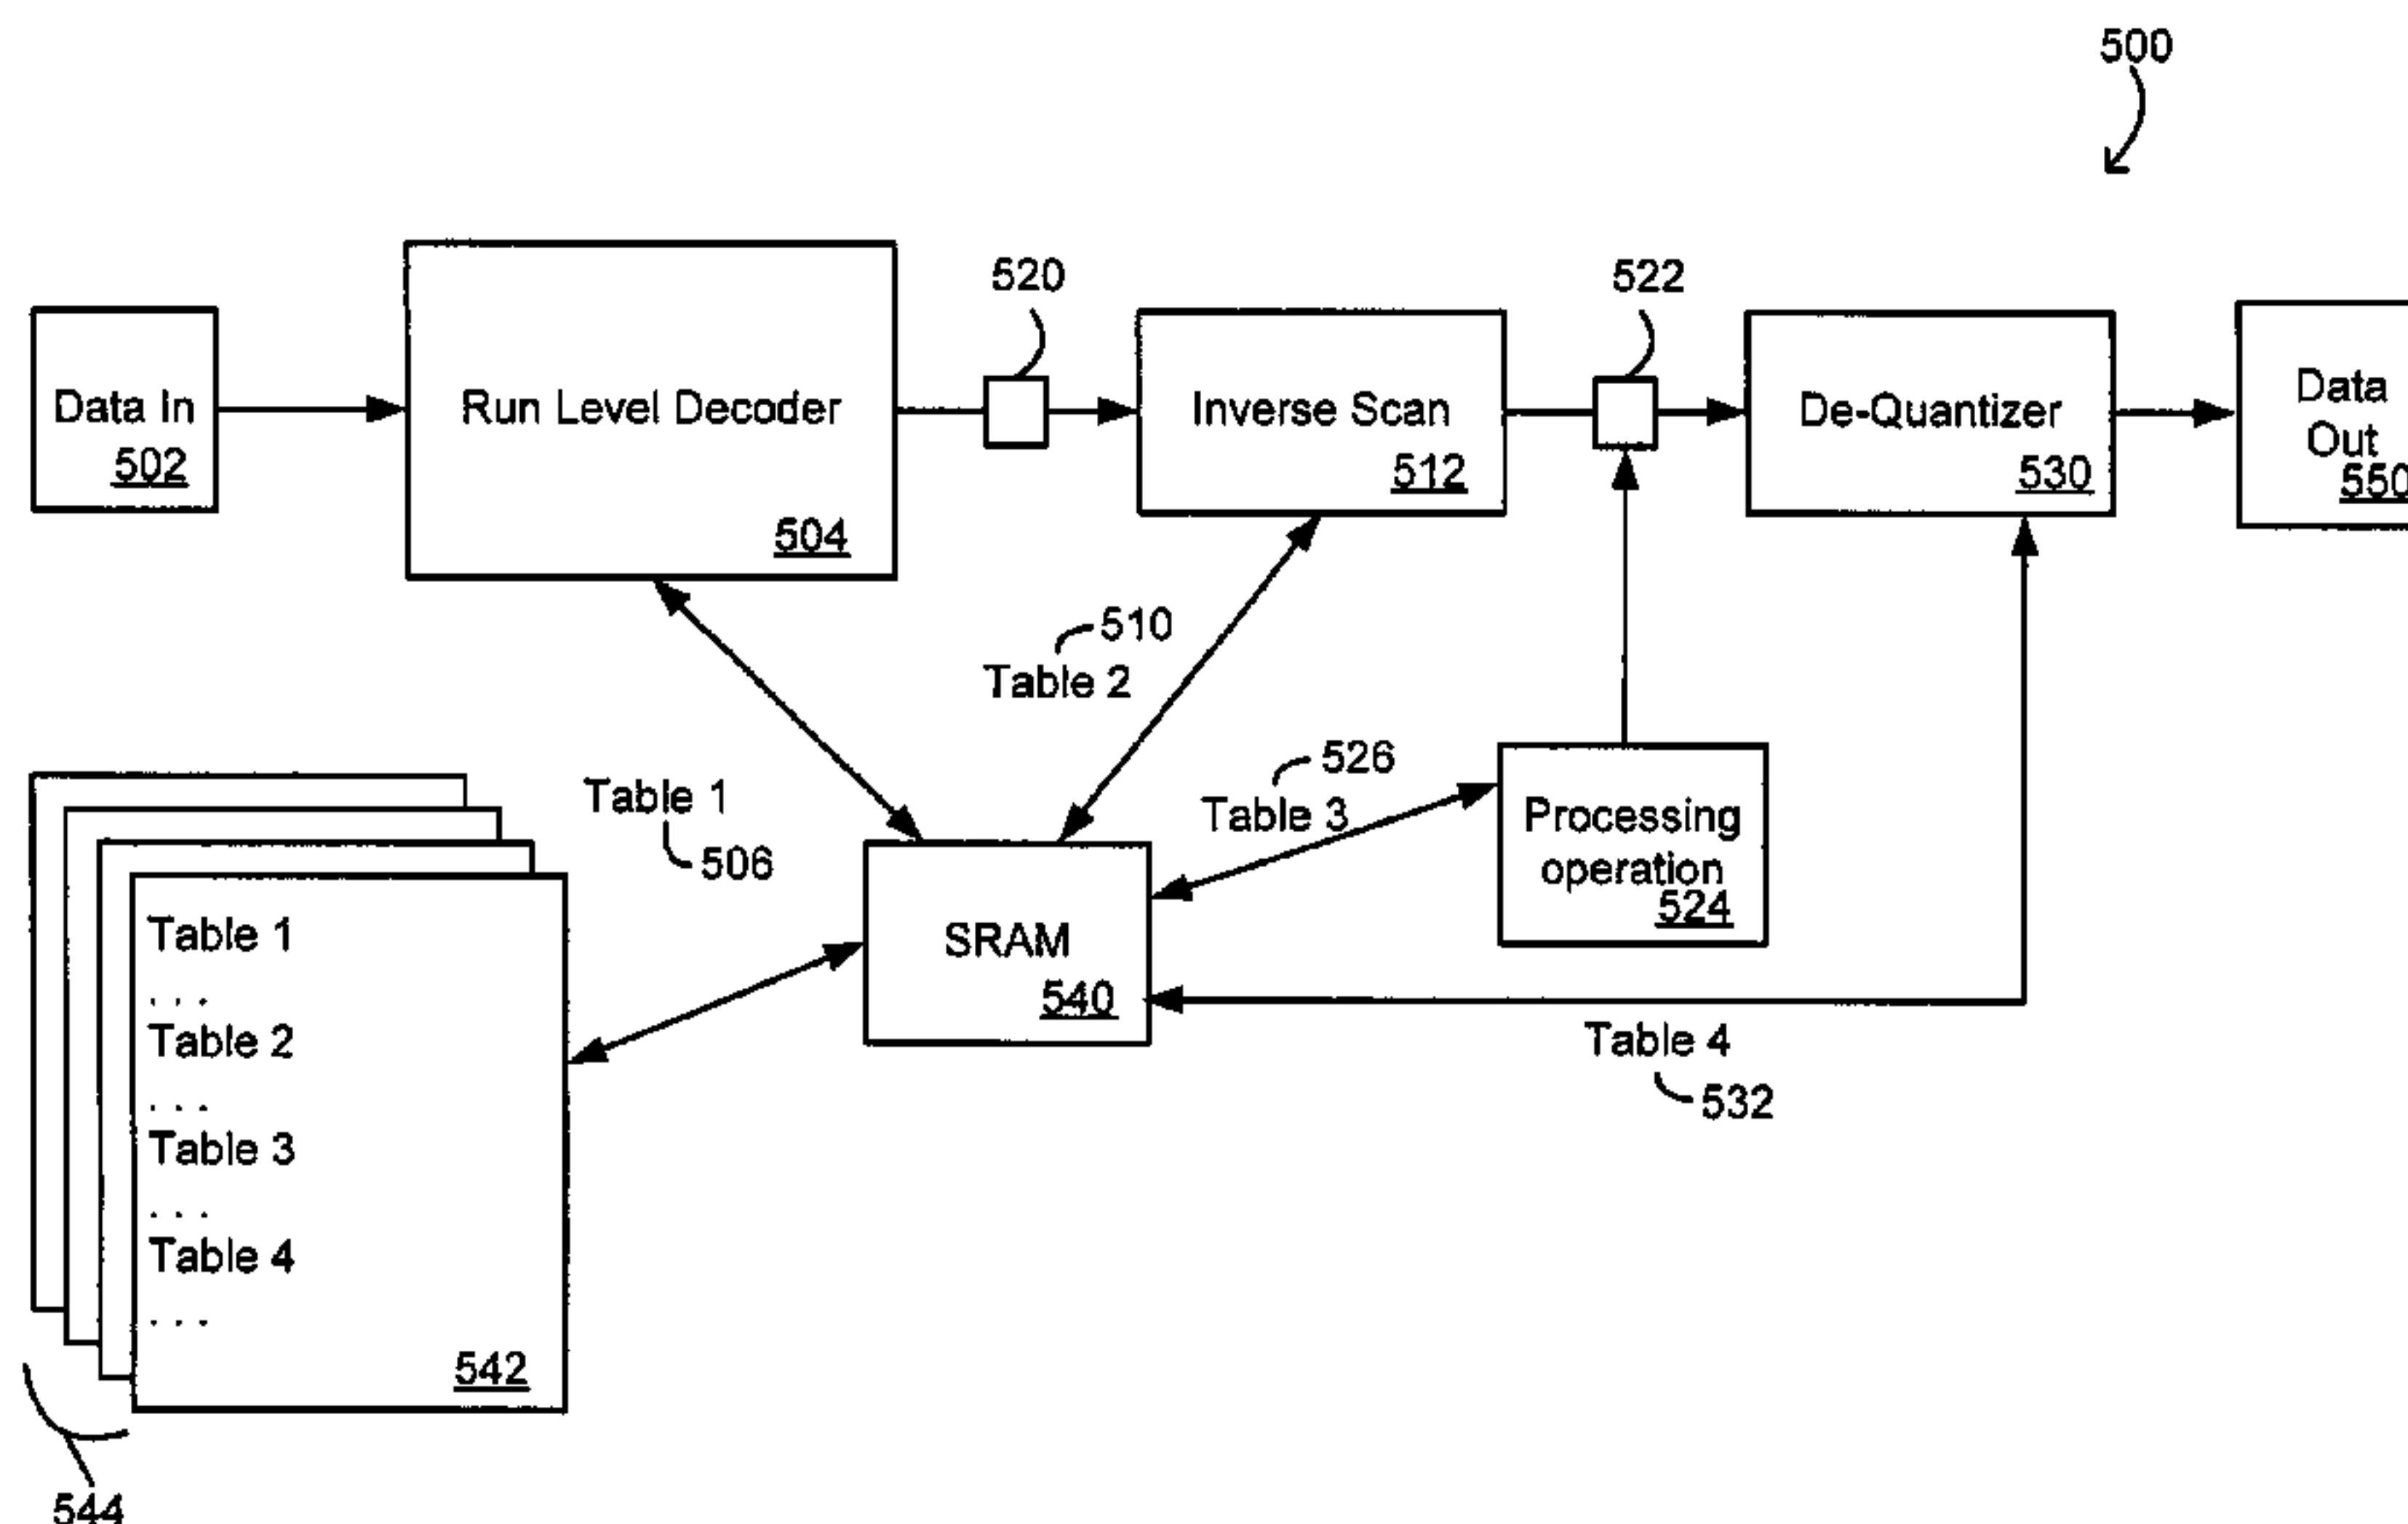 500
520
522
Data In
502
Run Level Decoder
504
Inverse Scan
512
De-Quantizer
530
Data
Out
550
510
Table 2
526
Table 3
Table 1
506
Processing
operation
524
SRAM
540
Table 4
532
Table 1
. . .
Table 2
. . .
Table 3
. . .
Table 4
. . .
542
544